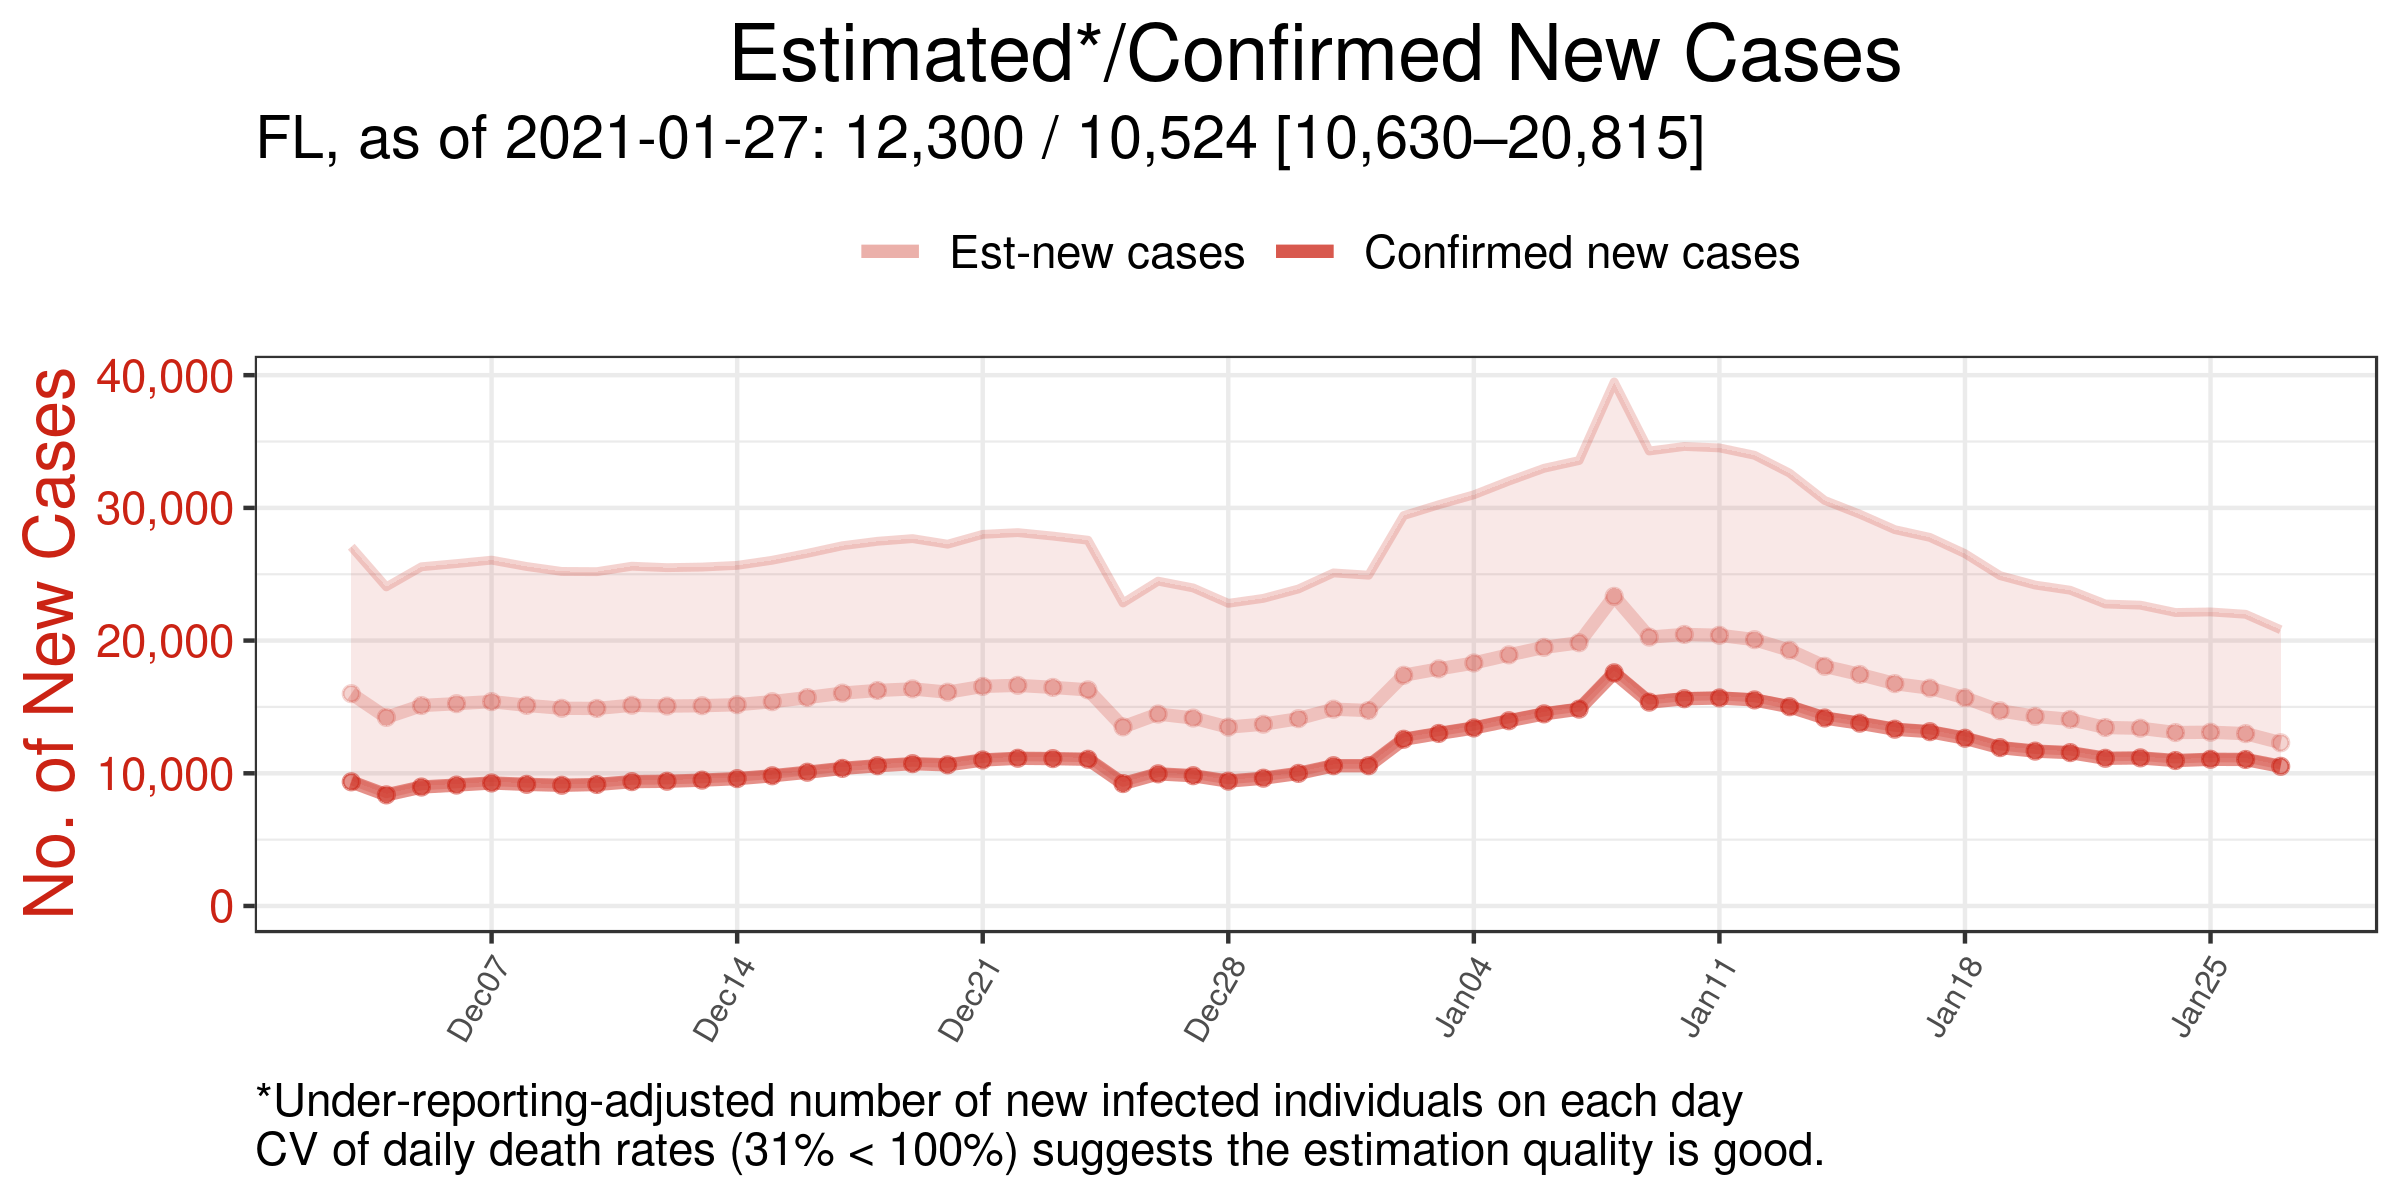 Estimated*/Confirmed New Cases
FL, as of 2021-01-27: 12,300 / 10,524 [10,630–20,815]
Est-new cases Confirmed new cases
No. of New Cases
40,000
30,000
20,000
10,000
0
Dec07 Dec14 Dec21 Dec28 Jan04 Jan11 Jan18 Jan25
*Under-reporting-adjusted number of new infected individuals on each day
CV of daily death rates (31% < 100%) suggests the estimation quality is good.